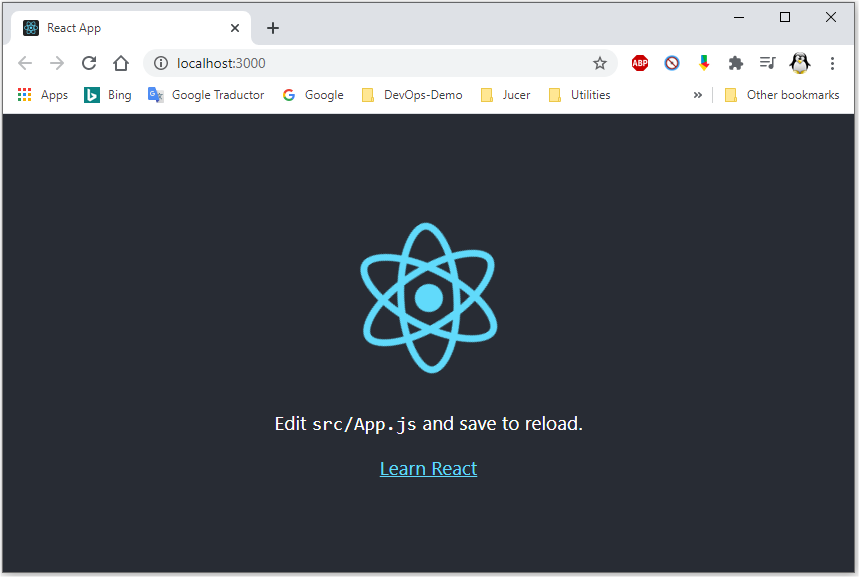 React App
localhost:3000
ABP
Apps Bing Google Traductor Google DevOps-Demo Jucer Utilities » Other bookmarks
Edit src/App.js and save to reload.
Learn React